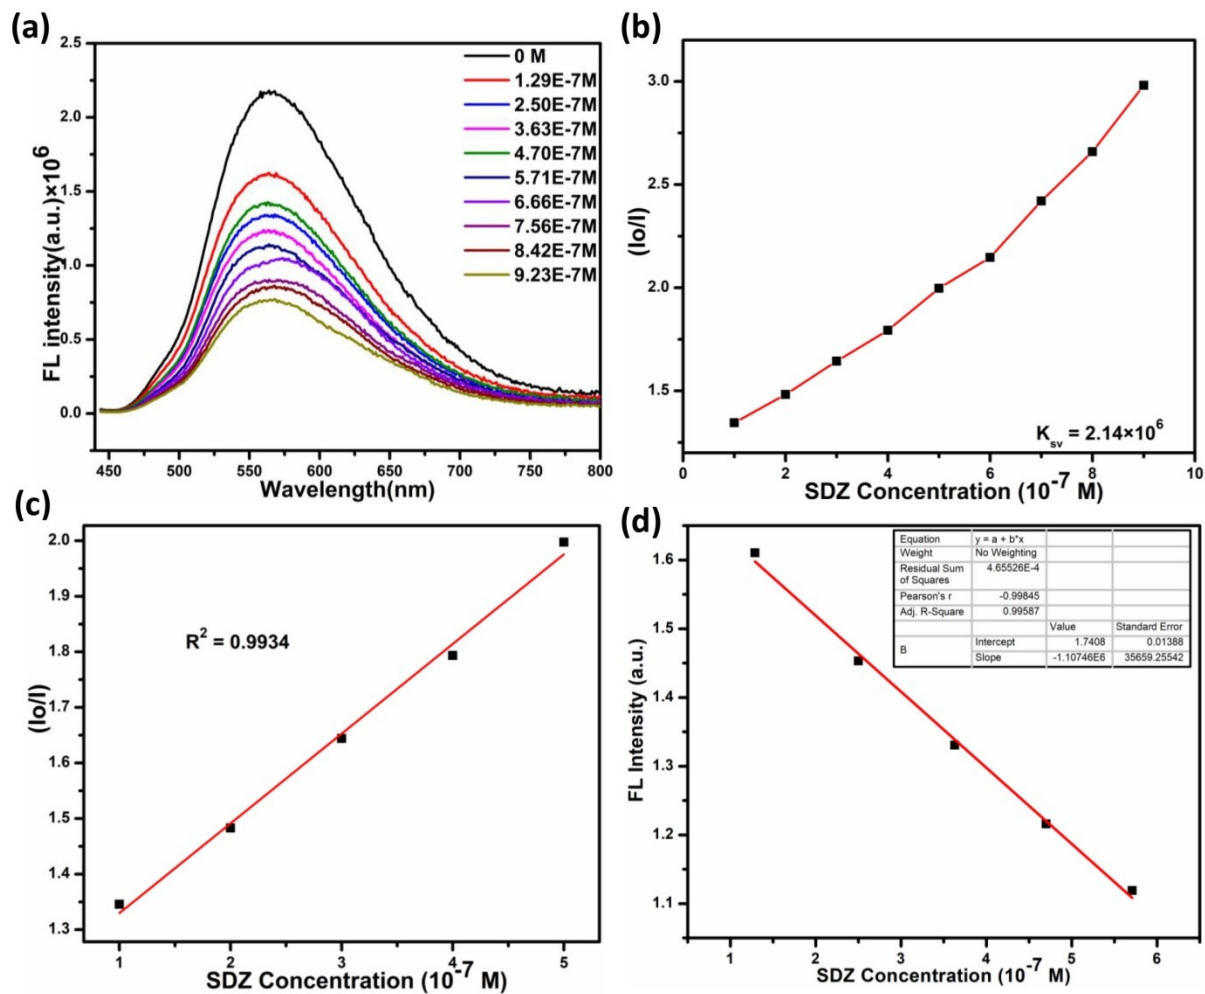 (a)
2.5
2.0
1.5
1.0
0.5
0.0
FL intensity(a.u.)×10⁶
0 M
1.29E-7M
2.50E-7M
3.63E-7M
4.70E-7M
5.71E-7M
6.66E-7M
7.56E-7M
8.42E-7M
9.23E-7M
450 500 550 600 650 700 750 800
Wavelength(nm)
(b)
3.0
2.5
2.0
1.5
(Io/I)
K_sv = 2.14×10⁶
0 2 4 6 8 10
SDZ Concentration (10⁻⁷ M)
(c)
2.0
1.9
1.8
1.7
1.6
1.5
1.4
1.3
(Io/I)
R² = 0.9934
1 2 3 4 5
SDZ Concentration (10⁻⁷ M)
(d)
1.6
1.5
1.4
1.3
1.2
1.1
FL Intensity (a.u.)
Equation y = a + b*x
Weight No Weighting
Residual Sum
of Squares 4.65526E-4
Pearson's r -0.99845
Adj. R-Square 0.99587
Value Standard Error
B Intercept 1.7408 0.01388
Slope -1.10746E6 35659.25542
1 2 3 4 5 6
SDZ Concentration (10⁻⁷ M)